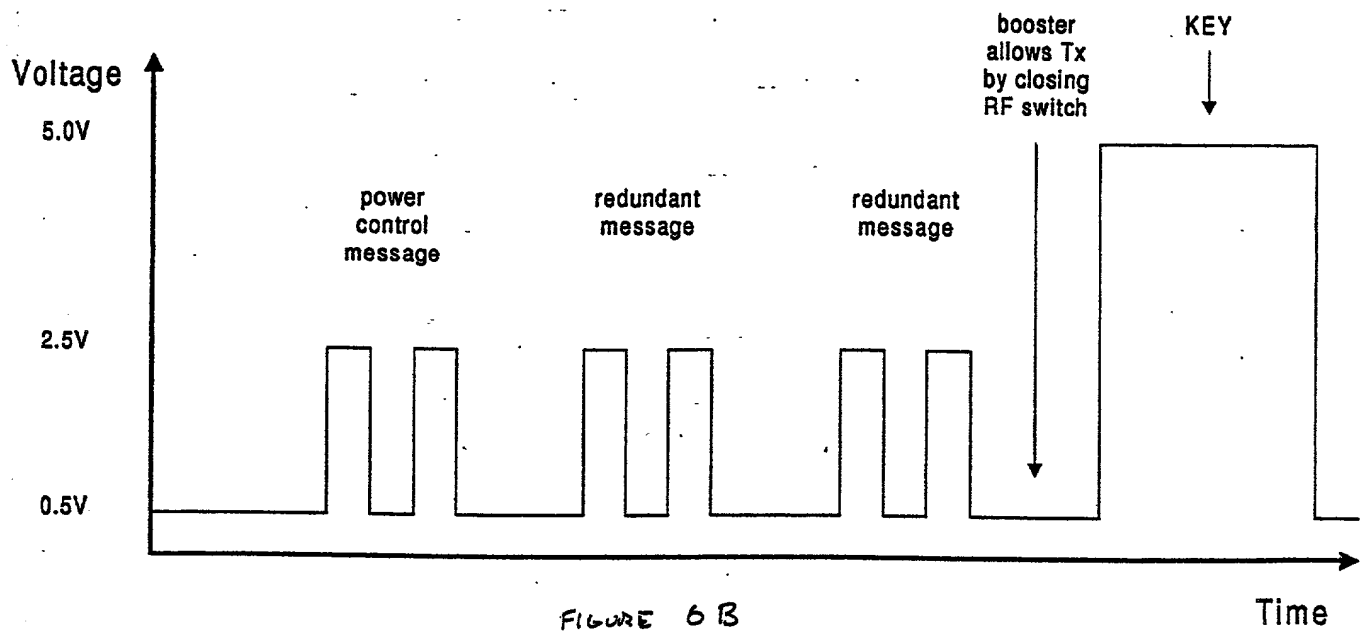 booster
allows Tx
by closing
RF switch
KEY
Voltage
5.0V
power
control
message
redundant
message
redundant
message
2.5V
0.5V
FIGURE 6B
Time